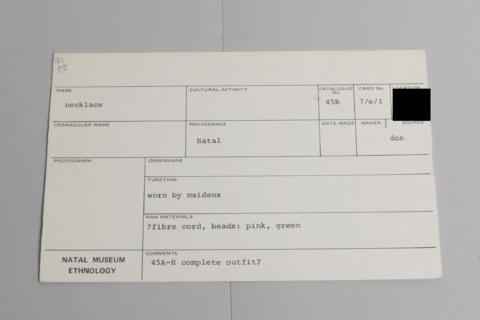 NAME
necklace
CULTURAL AFFINITY
CATALOGUE No.
45B
CARD No.
7/e/1
VERNACULAR NAME
PROVENANCE
Natal
DATE MADE
MAKER
SOURCE
don
PHOTOGRAPH
DIMENSIONS
FUNCTION
worn by maidens
RAW MATERIALS
?fibre cord, beads: pink, green
NATAL MUSEUM
ETHNOLOGY
COMMENTS
45A-H complete outfit?